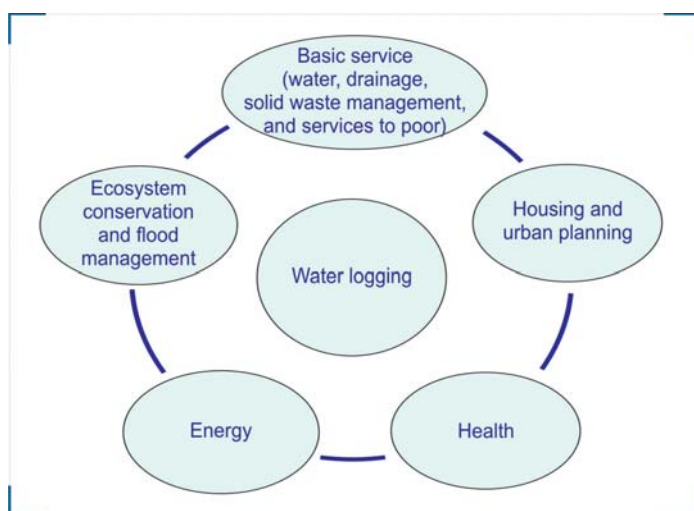 Basic service
(water, drainage,
solid waste management,
and services to poor)
Ecosystem
conservation
and flood
management
Housing and
urban planning
Water logging
Energy
Health